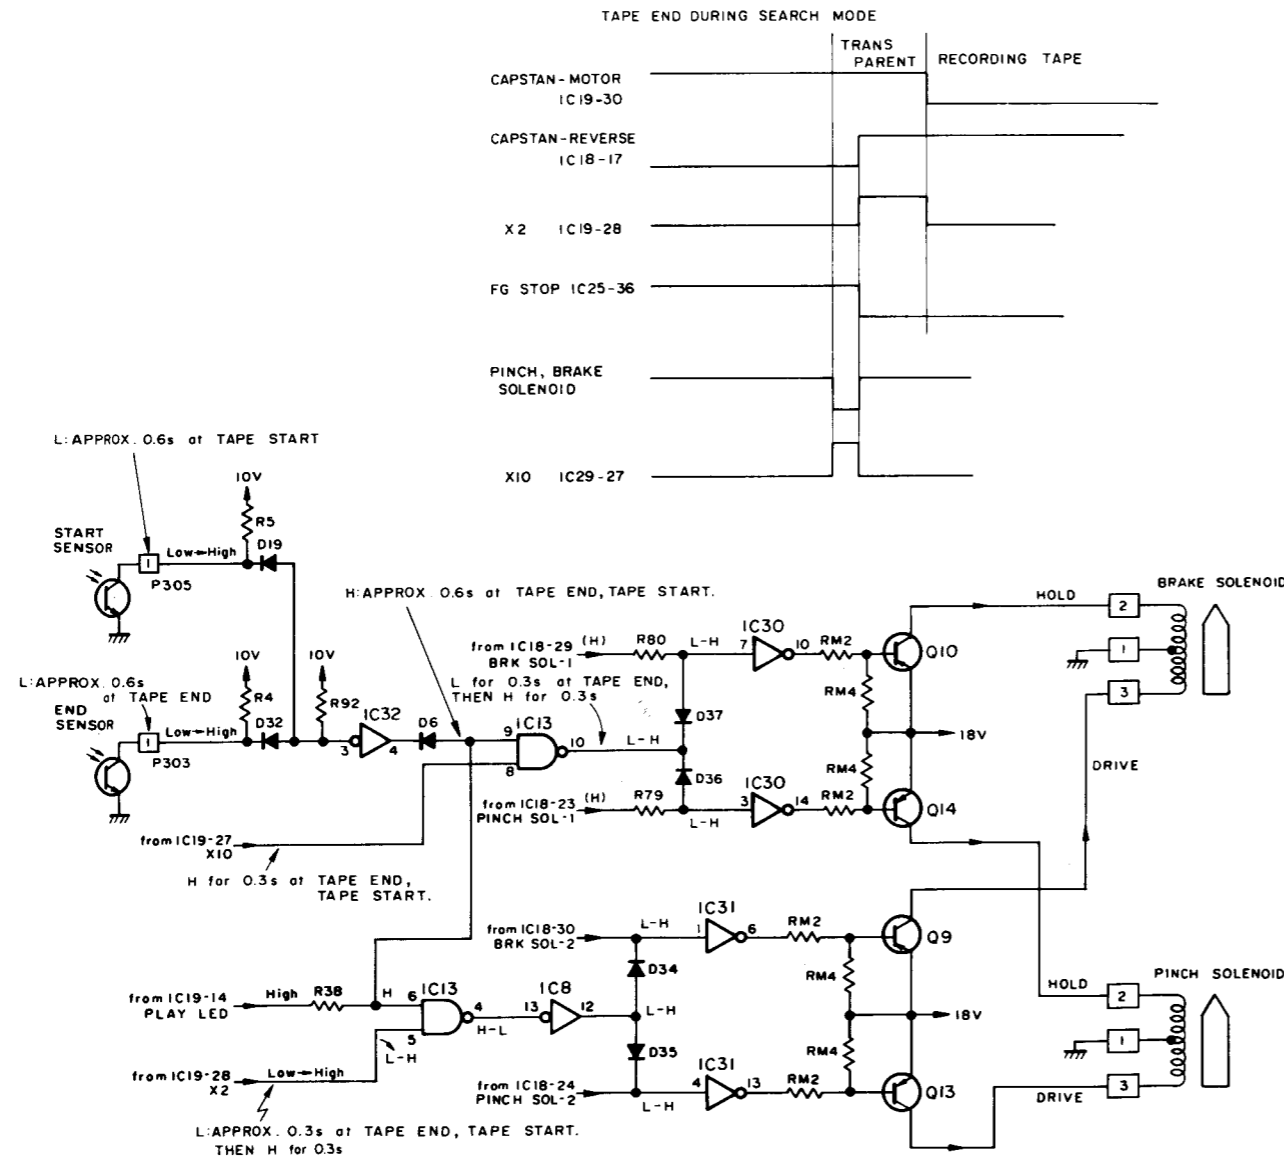 TAPE END DURING SEARCH MODE
TRANS
PARENT
RECORDING TAPE
CAPSTAN-MOTOR
IC19-30
CAPSTAN-REVERSE
IC18-17
X2 IC19-28
FG STOP IC25-36
PINCH, BRAKE
SOLENOID
X10 IC29-27
L:APPROX. 0.6s at TAPE START
10V
R5
START
SENSOR
1
Low→High
D19
P305
H:APPROX. 0.6s at TAPE END, TAPE START.
L:APPROX. 0.6s
at TAPE END
END
SENSOR
10V
R4
10V
R92
1
Low→High
D32
P303
IC32
3
4
D6
from IC18-29
BRK SOL-1
(H)
R80
L-H
7
IC30
10
RM2
Q10
L for 0.3s at TAPE END,
THEN H for 0.3s
RM4
9
IC13
10
8
L-H
D37
D36
18V
RM4
from IC18-23
PINCH SOL-1
(H)
R79
L-H
3
IC30
14
RM2
Q14
from IC19-27
X10
H for 0.3s at TAPE END,
TAPE START.
BRAKE SOLENOID
HOLD
2
1
3
DRIVE
from IC18-30
BRK SOL-2
L-H
1
IC31
6
RM2
Q9
D34
RM4
from IC19-14
PLAY LED
High
R38
H
6
IC13
4
5
H-L
13
IC8
12
L-H
18V
L-H
D35
RM4
from IC19-28
X2
Low→High
from IC18-24
PINCH SOL-2
L-H
4
IC31
13
RM2
Q13
L:APPROX. 0.3s at TAPE END, TAPE START.
THEN H for 0.3s
PINCH SOLENOID
HOLD
2
1
3
DRIVE